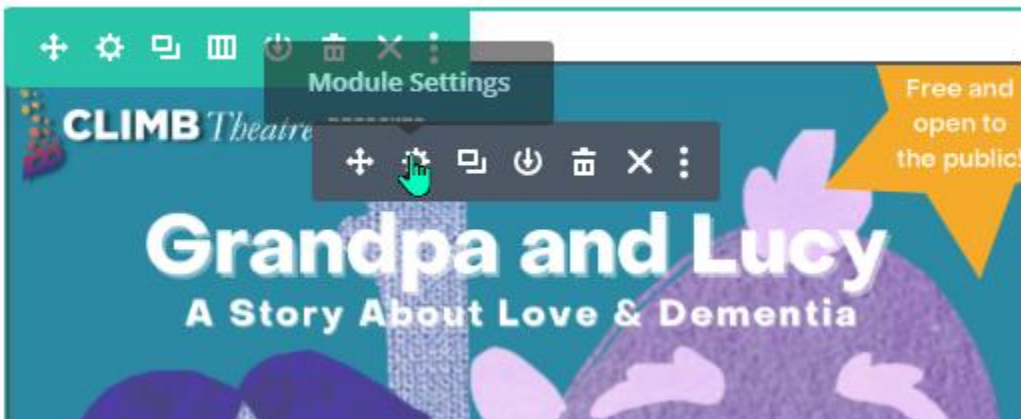 Module Settings
CLIMB Theatre
Free and
open to
the public!
Grandpa and Lucy
A Story About Love & Dementia